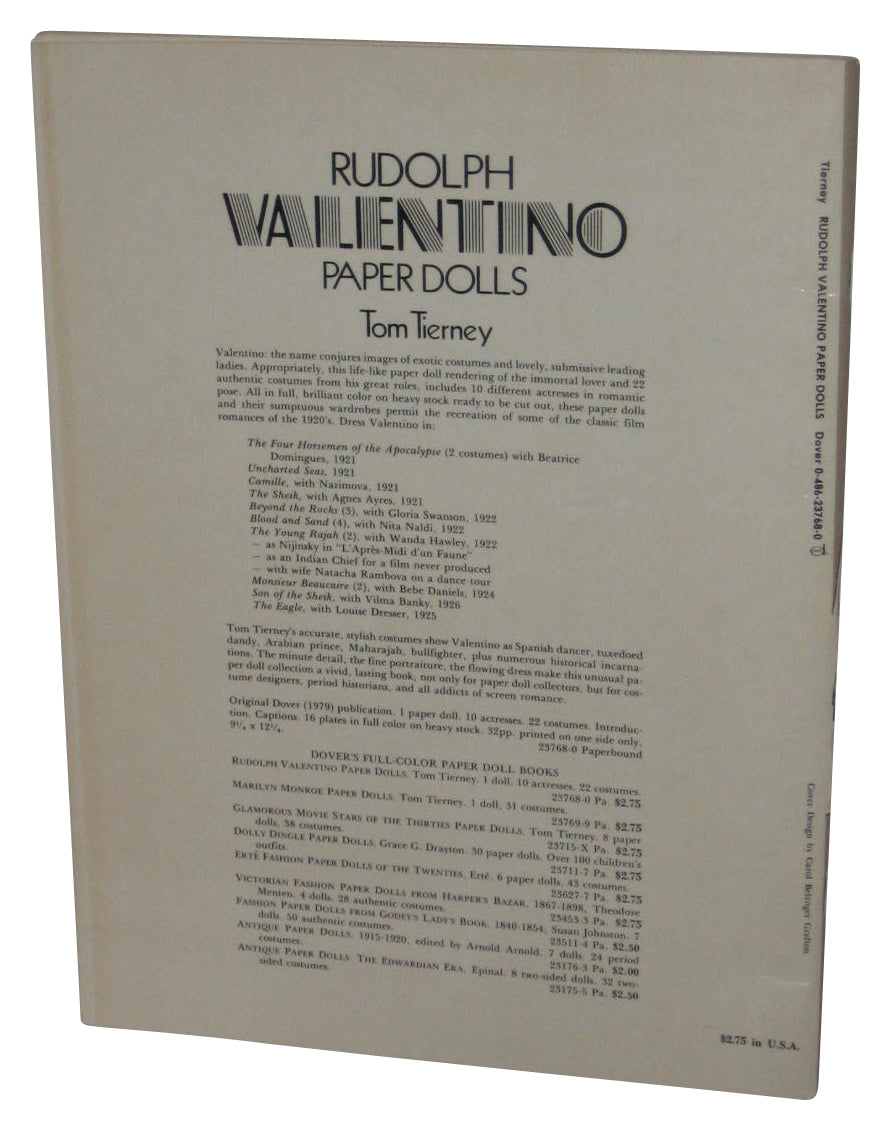 RUDOLPH
VALENTINO
PAPER DOLLS
Tom Tierney
Valentino: the name conjures images of exotic costumes and lovely, submissive leading
ladies. Appropriately, this life-like paper doll rendering of the immortal lover and 22
authentic costumes from his great roles, includes 10 different actresses in romantic
pose. All in full, brilliant color on heavy stock ready to be cut out, these paper dolls
and their sumptuous wardrobes permit the recreation of some of the classic film
romances of the 1920's. Dress Valentino in:
The Four Horsemen of the Apocalypse (2 costumes) with Beatrice
Domingues, 1921
Uncharted Seas, 1921
Camille, with Nazimova, 1921
The Sheik, with Agnes Ayres, 1921
Beyond the Rocks (3), with Gloria Swanson, 1922
Blood and Sand (4), with Nita Naldi, 1922
The Young Rajah (2), with Wanda Hawley, 1922
— as Nijinsky in "L'Après-Midi d'un Faune"
— as an Indian Chief for a film never produced
— with wife Natacha Rambova on a dance tour
Monsieur Beaucaire (2), with Bebe Daniels, 1924
Son of the Sheik, with Vilma Banky, 1926
The Eagle, with Louise Dresser, 1925
Tom Tierney's accurate, stylish costumes show Valentino as Spanish dancer, tuxedoed
dandy, Arabian prince, Maharajah, bullfighter, plus numerous historical incarna-
tions. The minute detail, the fine portraiture, the flowing dress make this unusual pa-
per doll collection a vivid, lasting book, not only for paper doll collectors, but for cos-
tume designers, period historians, and all addicts of screen romance.
Original Dover (1979) publication. 1 paper doll. 10 actresses. 22 costumes. Introduc-
tion. Captions. 16 plates in full color on heavy stock. 32pp. printed on one side only.
9¼ x 12¼. 23768-0 Paperbound
DOVER'S FULL-COLOR PAPER DOLL BOOKS
RUDOLPH VALENTINO PAPER DOLLS, Tom Tierney. 1 doll, 10 actresses, 22 costumes.
23768-0 Pa. $2.75
MARILYN MONROE PAPER DOLLS, Tom Tierney. 1 doll, 31 costumes.
23769-9 Pa. $2.75
GLAMOROUS MOVIE STARS OF THE THIRTIES PAPER DOLLS, Tom Tierney. 8 paper
dolls, 38 costumes. 23715-X Pa. $2.75
DOLLY DINGLE PAPER DOLLS, Grace G. Drayton. 30 paper dolls. Over 100 children's
outfits. 23711-7 Pa. $2.75
ERTÉ FASHION PAPER DOLLS OF THE TWENTIES, Erté. 6 paper dolls, 43 costumes.
23627-7 Pa. $2.75
VICTORIAN FASHION PAPER DOLLS FROM HARPER'S BAZAR, 1867-1898, Theodore
Menten. 4 dolls, 28 authentic costumes. 23453-3 Pa. $2.75
FASHION PAPER DOLLS FROM GODEY'S LADY'S BOOK, 1840-1854, Susan Johnston. 7
dolls. 50 authentic costumes. 23511-4 Pa. $2.50
ANTIQUE PAPER DOLLS, 1915-1920, edited by Arnold Arnold. 7 dolls, 24 period
costumes. 23176-3 Pa. $2.00
ANTIQUE PAPER DOLLS: THE EDWARDIAN ERA, Epinal. 8 two-sided dolls, 32 two-
sided costumes. 23175-5 Pa. $2.50
$2.75 in U.S.A.
Cover Design by Carol Belanger Grafton
Tierney RUDOLPH VALENTINO PAPER DOLLS Dover 0-486-23768-0